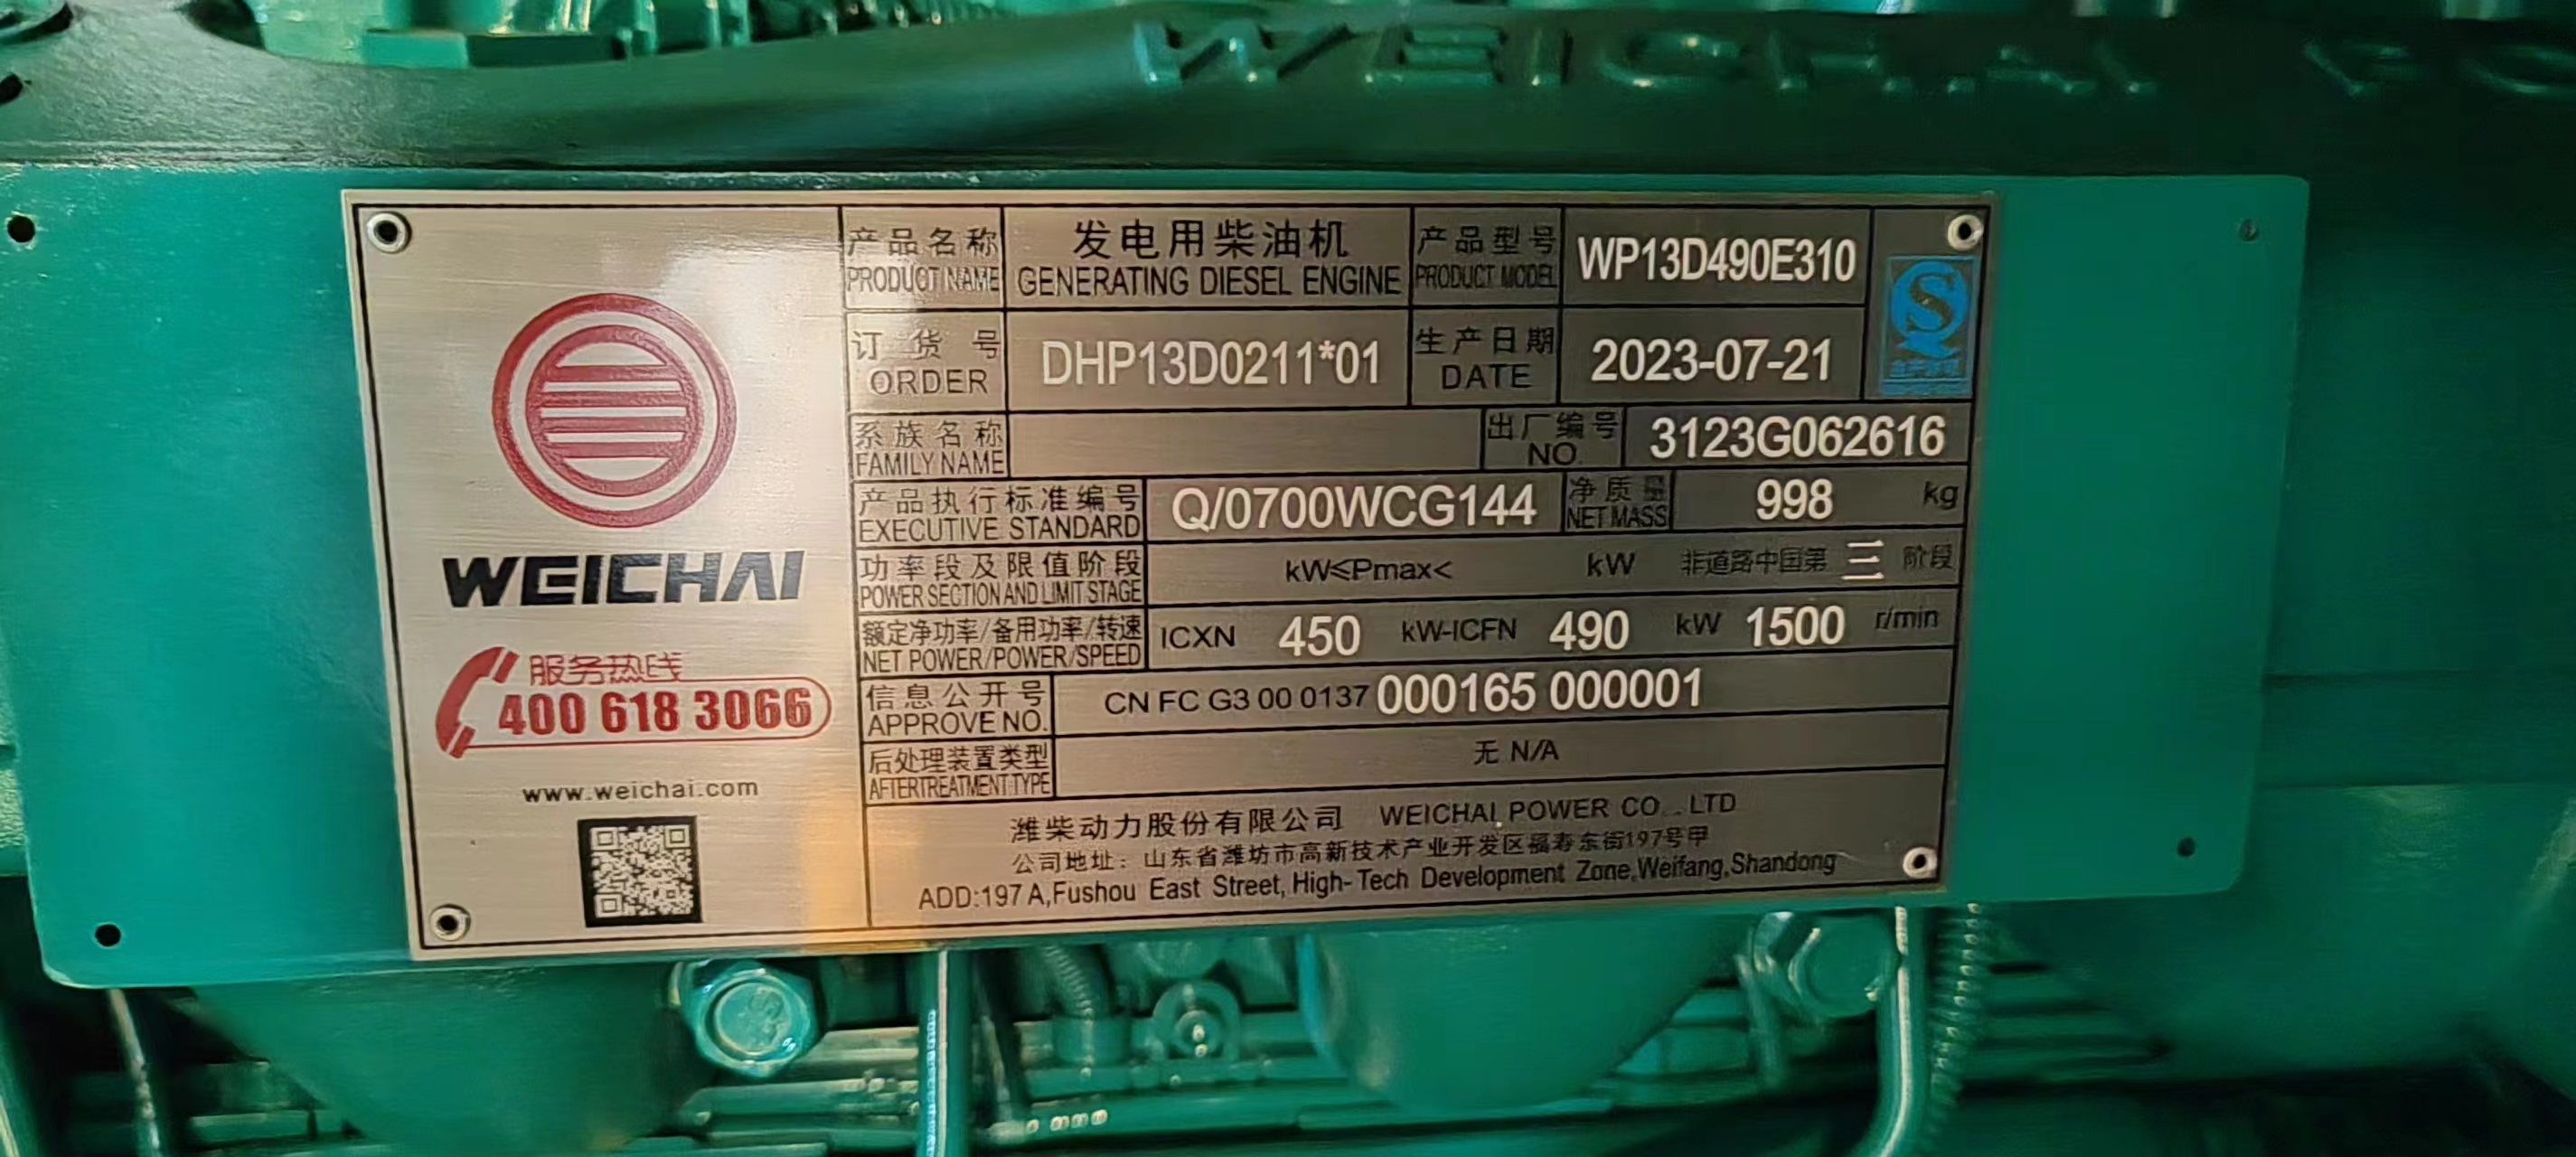 WEICHAI PO
产品名称 发电用柴油机 产品型号 WP13D490E310
PRODUCT NAME GENERATING DIESEL ENGINE PRODUCT MODEL
订货号 DHP13D0211*01 生产日期 2023-07-21
ORDER DATE
系族名称 出厂编号 3123G062616
FAMILY NAME NO.
产品执行标准编号 Q/0700WCG144 净质量 998 kg
EXECUTIVE STANDARD NET MASS
功率段及限值阶段 kW≤Pmax< kW 非道路中国第 三 阶段
POWER SECTION AND LIMIT STAGE
额定净功率/备用功率/转速 ICXN 450 kW-ICFN 490 kW 1500 r/min
NET POWER/POWER/SPEED
信息公开号 CN FC G3 00 0137 000165 000001
APPROVE NO.
后处理装置类型 无 N/A
AFTERTREATMENT TYPE
潍柴动力股份有限公司 WEICHAI POWER CO.,LTD
公司地址：山东省潍坊市高新技术产业开发区福寿东街197号甲
ADD:197 A,Fushou East Street, High-Tech Development Zone,Weifang,Shandong
WEICHAI
服务热线
400 618 3066
www.weichai.com